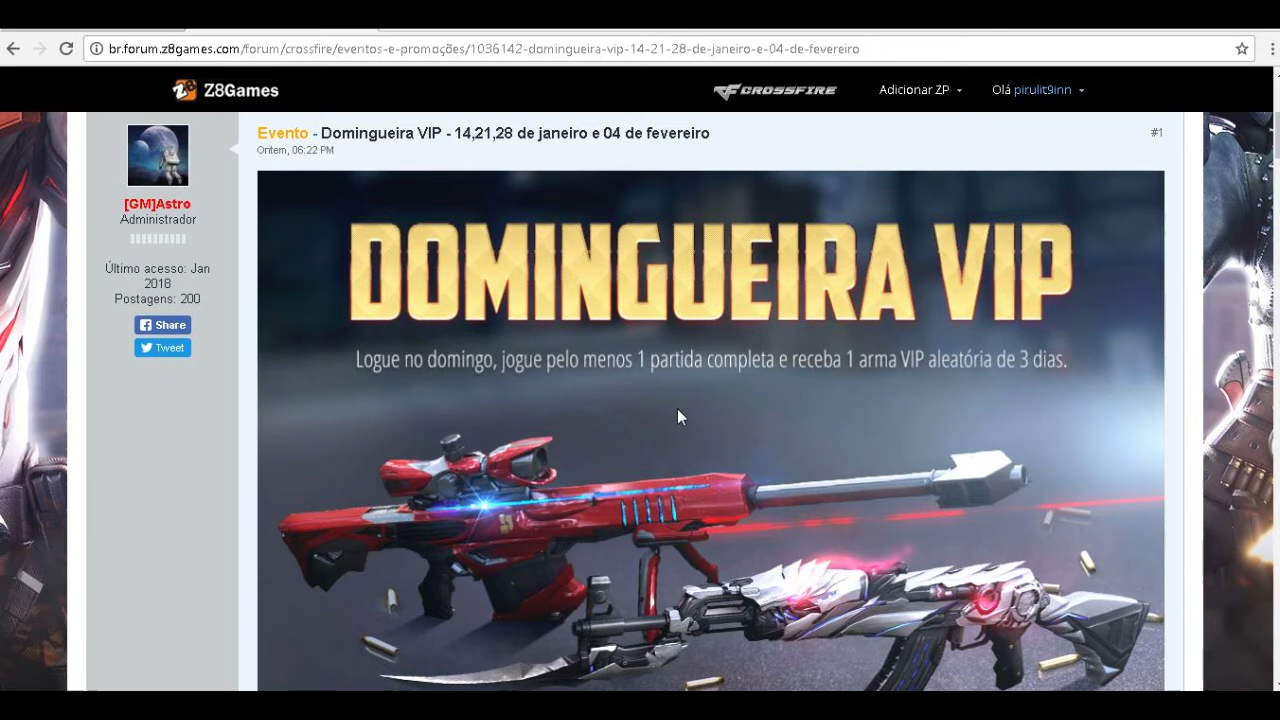 br.forum.z8games.com/forum/crossfire/eventos-e-promoções/1036142-domingueira-vip-14-21-28-de-janeiro-e-04-de-fevereiro
Z8Games
CROSSFIRE
Adicionar ZP
Olá pirulit9inn
Evento - Domingueira VIP - 14,21,28 de janeiro e 04 de fevereiro
#1
Ontem, 06:22 PM
[GM]Astro
Administrador
Último acesso: Jan
2018
Postagens: 200
Share
Tweet
DOMINGUEIRA VIP
Logue no domingo, jogue pelo menos 1 partida completa e receba 1 arma VIP aleatória de 3 dias.